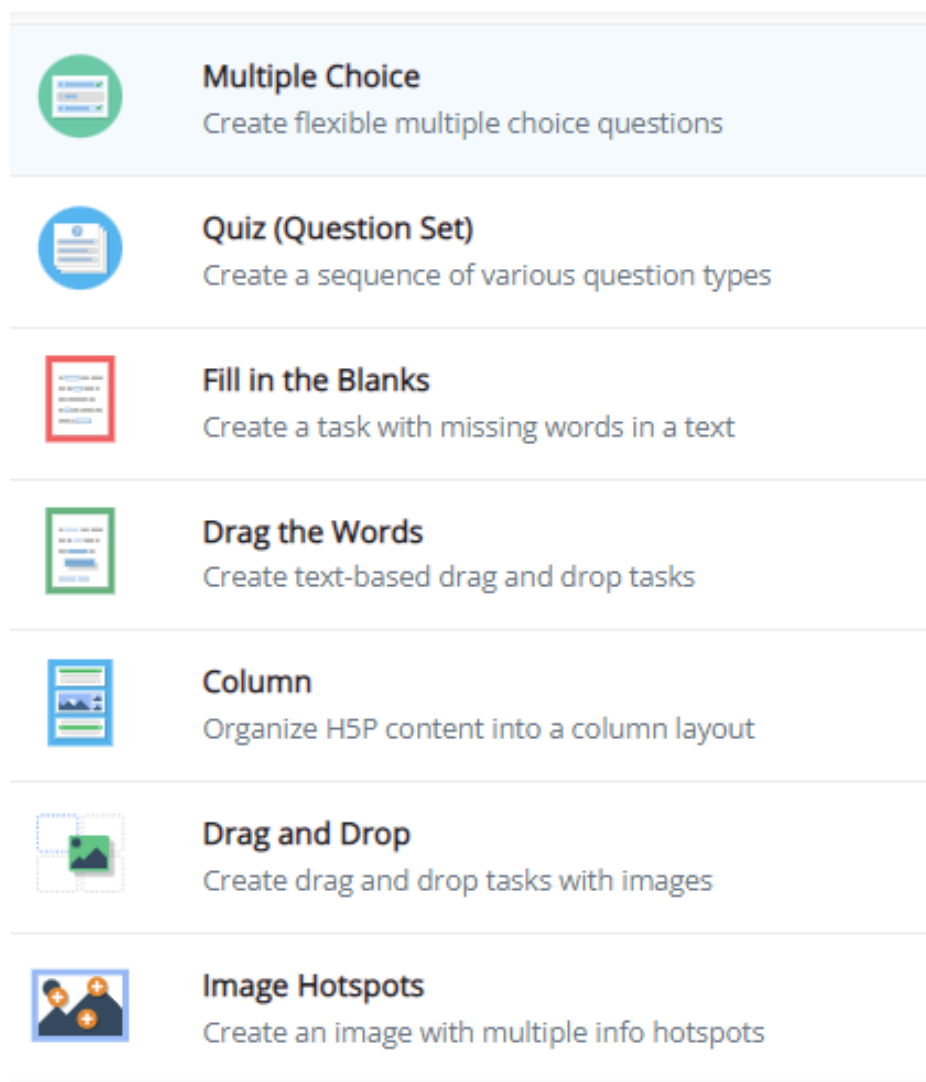 Multiple Choice
Create flexible multiple choice questions
Quiz (Question Set)
Create a sequence of various question types
Fill in the Blanks
Create a task with missing words in a text
Drag the Words
Create text-based drag and drop tasks
Column
Organize H5P content into a column layout
Drag and Drop
Create drag and drop tasks with images
Image Hotspots
Create an image with multiple info hotspots